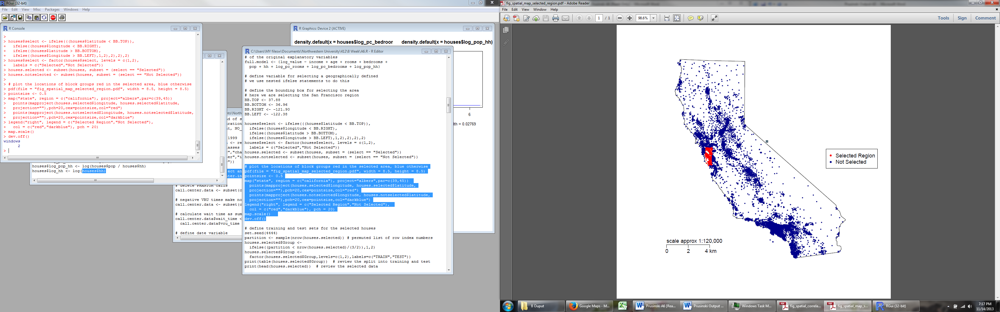 RGui (32-bit)
File Edit View Misc Packages Windows Help
R Console
>
> houses$select <- ifelse(((houses$latitude < BB.TOP)),
+   ifelse((houses$longitude < BB.RIGHT),
+   ifelse((houses$latitude > BB.BOTTOM),
+   ifelse((houses$longitude > BB.LEFT),1,2),2),2),2)
> houses$select <- factor(houses$select, levels = c(1,2),
+   labels = c("Selected","Not Selected"))
> houses.selected <- subset(houses, subset = (select == "Selected"))
> houses.notselected <- subset(houses, subset = (select == "Not Selected"))
>
> # plot the locations of block groups red in the selected area, blue otherwise
> pdf(file = "fig_spatial_map_selected_region.pdf", width = 8.5, height = 8.5)
> pointsize <- 0.5
> map("state", region = c("california"), project="albers",par=c(39,45))
>   points(mapproject(houses.selected$longitude, houses.selected$latitude,
+   projection=""),pch=20,cex=pointsize,col="red")
>   points(mapproject(houses.notselected$longitude, houses.notselected$latitude,
+   projection=""),pch=20,cex=pointsize,col="darkblue")
> legend("right", legend = c("Selected Region","Not Selected"),
+   col = c("red","darkblue"), pch = 20)
> map.scale()
> dev.off()
windows
2
>
houses$log_pop_hh <- log(houses$pop / houses$hh)
houses$log_hh <- log(houses$hh)
1999
"))
# delete PHANTOM calls
call.center.data <- subset(c
# negative VRU times make no
call.center.data <- subset(c
# calculate wait time as sum
call.center.data$wait_time <
call.center.data$vru_time
# define date variable
R Graphics: Device 2 (ACTIVE)
density.default(x = houses$log_pc_bedroor
density.default(x = houses$log_pop_hh)
6
lth = 0.02769
C:\Users\MY filesw\Documents\Northwestern University\412\8 Week\A6.R - R Editor
# of the original explanatory variables
full.model <- {log_value ~ income + age + rooms + bedrooms +
  pop + hh + log_pc_rooms + log_pc_bedrooms + log_pop_hh}
# define variable for selecting a geographically defined
# we use nested ifelse statements to do this
# define the bounding box for selecting the area
# here we are selecting the San Francisco region
BB.TOP <- 37.88
BB.BOTTOM <- 36.96
BB.RIGHT <- -121.90
BB.LEFT <- -122.38
houses$select <- ifelse(((houses$latitude < BB.TOP)),
  ifelse((houses$longitude < BB.RIGHT),
  ifelse((houses$latitude > BB.BOTTOM),
  ifelse((houses$longitude > BB.LEFT),1,2),2),2),2)
houses$select <- factor(houses$select, levels = c(1,2),
  labels = c("Selected","Not Selected"))
houses.selected <- subset(houses, subset = (select == "Selected"))
houses.notselected <- subset(houses, subset = (select == "Not Selected"))
# plot the locations of block groups red in the selected area, blue otherwise
pdf(file = "fig_spatial_map_selected_region.pdf", width = 8.5, height = 8.5)
pointsize <- 0.5
map("state", region = c("california"), project="albers",par=c(39,45))
  points(mapproject(houses.selected$longitude, houses.selected$latitude,
  projection=""),pch=20,cex=pointsize,col="red")
  points(mapproject(houses.notselected$longitude, houses.notselected$latitude,
  projection=""),pch=20,cex=pointsize,col="darkblue")
legend("right", legend = c("Selected Region","Not Selected"),
  col = c("red","darkblue"), pch = 20)
map.scale()
dev.off()
# define training and test sets for the selected houses
set.seed(4444)
partition <- sample(nrow(houses.selected)) # permuted list of row index numbers
houses.selected$Group <-
  ifelse((partition < nrow(houses.selected)/(3/2)),1,2)
houses.selected$Group <-
  factor(houses.selected$Group,levels=c(1,2),labels=c("TRAIN","TEST"))
print(table(houses.selected$Group))  # review the split into training and test
print(head(houses.selected))  # review the selected data
fig_spatial_map_selected_region.pdf - Adobe Reader
File Edit View Window Help
1 / 1
98.6%
Tools Sign Comment
Selected Region
Not Selected
scale approx 1:120,000
0 2 4 km
8 Ouput
Google Maps - M...
Prusinski A6 [Rea...
Prusinski Output ...
Windows Task M...
fig_spatial_correla...
fig_spatial_map_s...
RGui (32-bit)
7:17 PM
11/14/2013